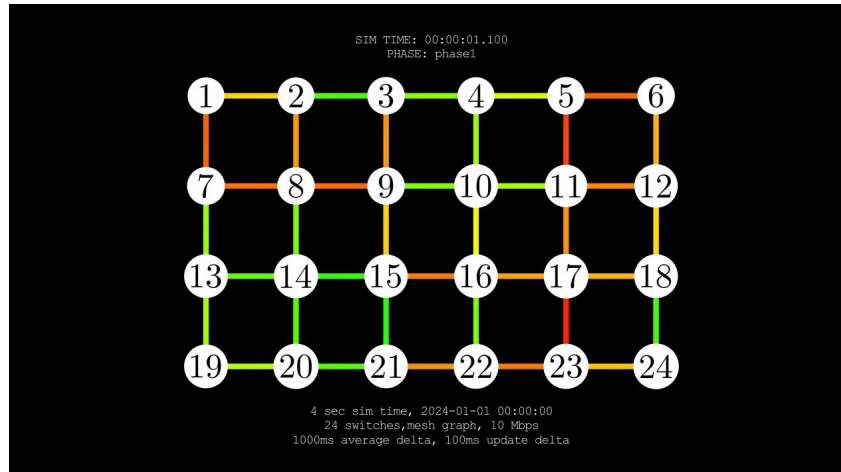 SIM TIME: 00:00:01.100
PHASE: phase1
1 2 3 4 5 6
7 8 9 10 11 12
13 14 15 16 17 18
19 20 21 22 23 24
4 sec sim time, 2024-01-01 00:00:00
24 switches,mesh graph, 10 Mbps
1000ms average delta, 100ms update delta